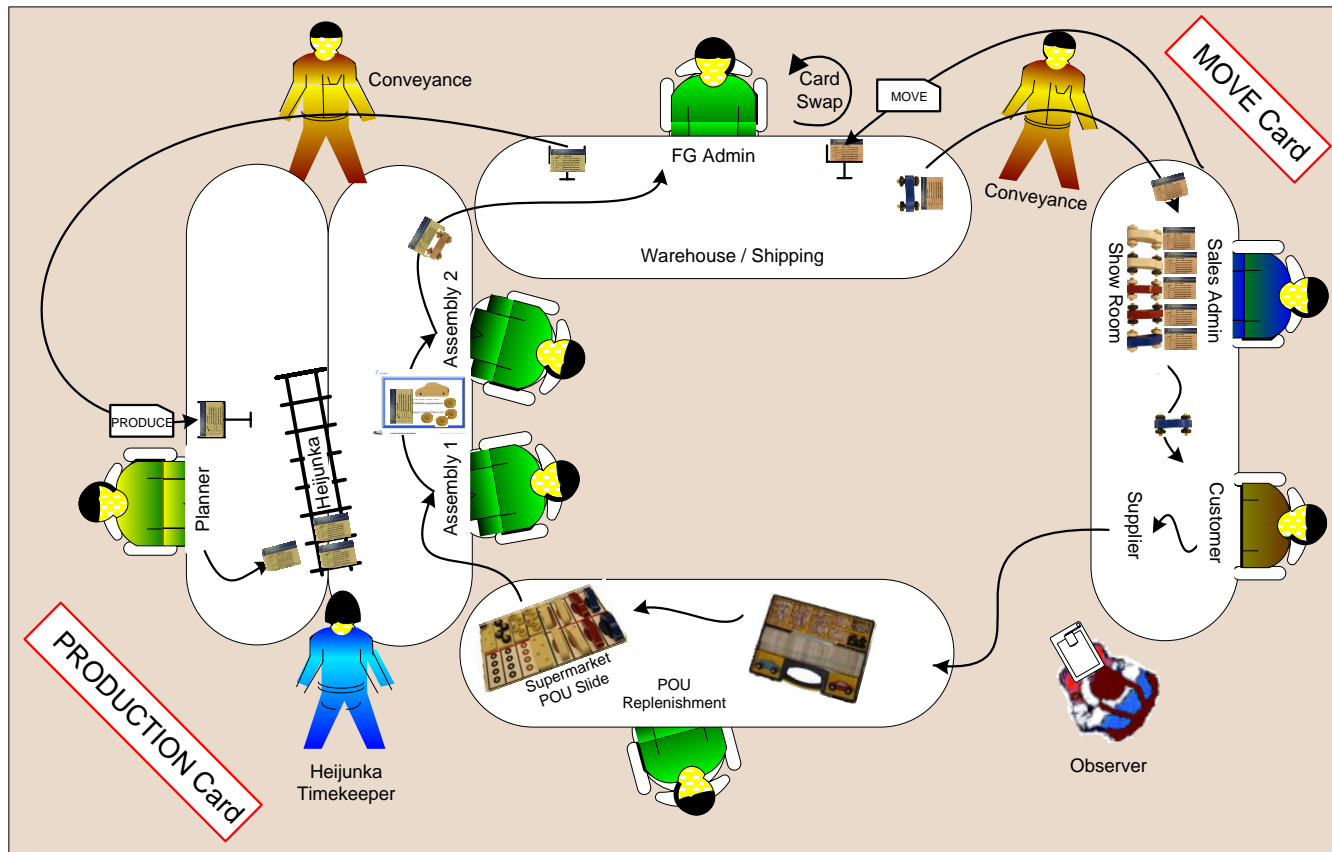 Conveyance
FG Admin
Card
Swap
MOVE
Conveyance
MOVE Card
Warehouse / Shipping
Assembly 2
Show Room
Sales Admin
PRODUCE
Planner
Heijunka
Assembly 1
Supplier
Customer
Supermarket
POU Slide
POU
Replenishment
PRODUCTION Card
Heijunka
Timekeeper
Observer